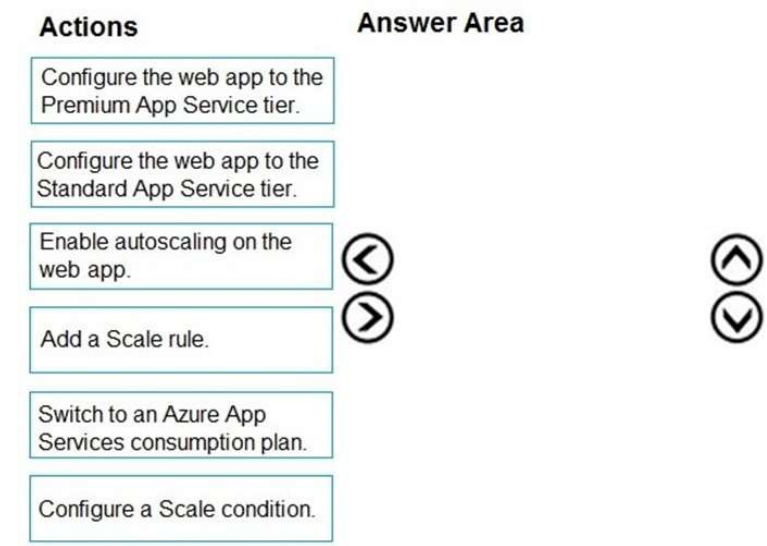 Actions
Answer Area
Configure the web app to the
Premium App Service tier.
Configure the web app to the
Standard App Service tier.
Enable autoscaling on the
web app.
Add a Scale rule.
Switch to an Azure App
Services consumption plan.
Configure a Scale condition.